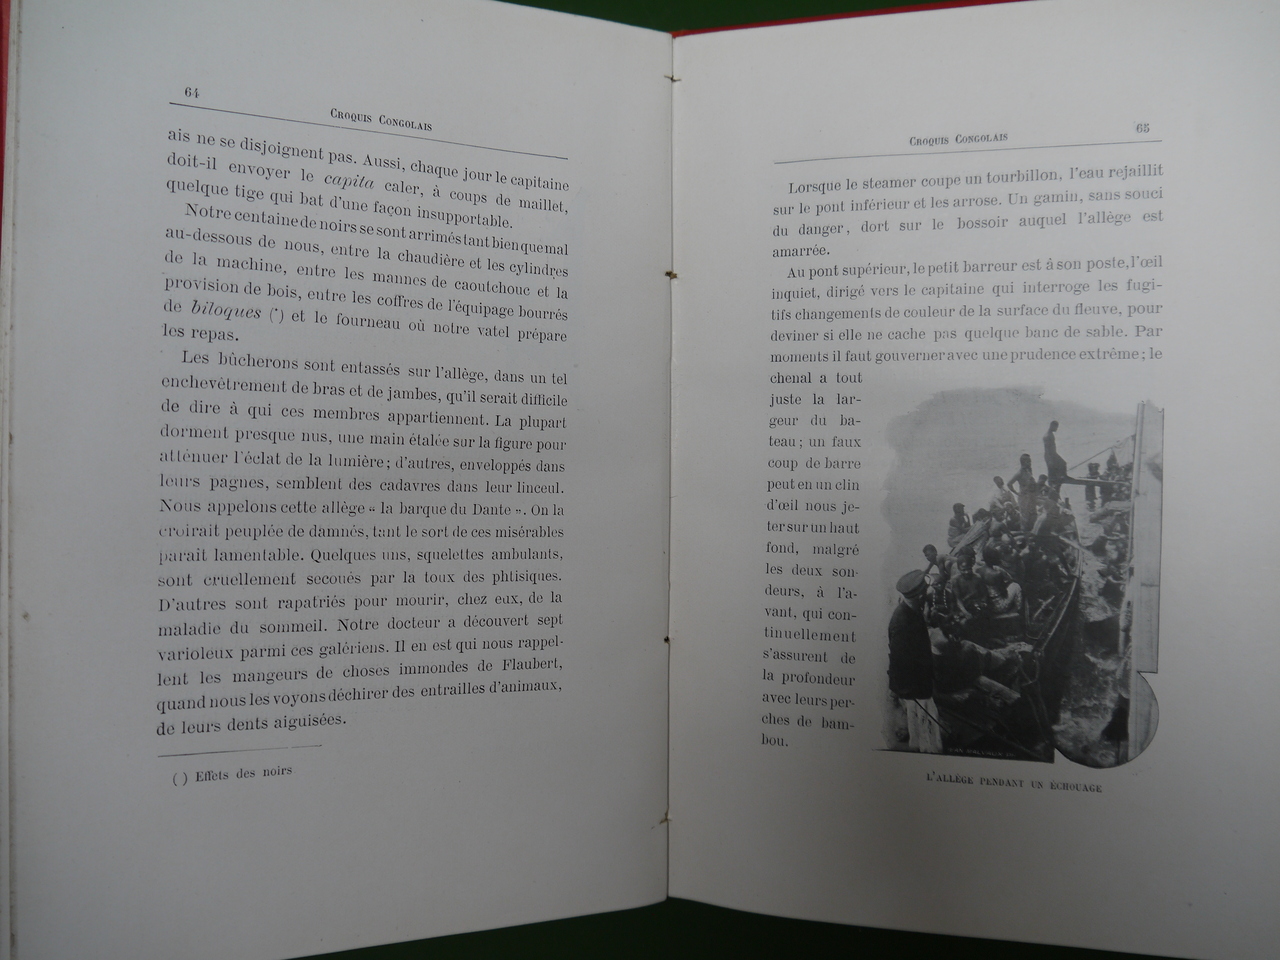 64
CROQUIS CONGOLAIS
ais ne se disjoignent pas. Aussi, chaque jour le capitaine
doit-il envoyer le capita caler, à coups de maillet,
quelque tige qui bat d'une façon insupportable.
Notre centaine de noirs se sont arrimés tant bien que mal
au-dessous de nous, entre la chaudière et les cylindres
de la machine, entre les mannes de caoutchouc et la
provision de bois, entre les coffres de l'équipage bourrés
de biloques (*) et le fourneau où notre vatel prépare
les repas.
Les bûcherons sont entassés sur l'allège, dans un tel
enchevêtrement de bras et de jambes, qu'il serait difficile
de dire à qui ces membres appartiennent. La plupart
dorment presque nus, une main étalée sur la figure pour
atténuer l'éclat de la lumière ; d'autres, enveloppés dans
leurs pagnes, semblent des cadavres dans leur linceul.
Nous appelons cette allège « la barque du Dante ». On la
croirait peuplée de damnés, tant le sort de ces misérables
parait lamentable. Quelques uns, squelettes ambulants,
sont cruellement secoués par la toux des phtisiques.
D'autres sont rapatriés pour mourir, chez eux, de la
maladie du sommeil. Notre docteur a découvert sept
varioleux parmi ces galériens. Il en est qui nous rappel-
lent les mangeurs de choses immondes de Flaubert,
quand nous les voyons déchirer des entrailles d'animaux,
de leurs dents aiguisées.
( ) Effets des noirs
CROQUIS CONGOLAIS
65
Lorsque le steamer coupe un tourbillon, l'eau rejaillit
sur le pont inférieur et les arrose. Un gamin, sans souci
du danger, dort sur le bossoir auquel l'allège est
amarrée.
Au pont supérieur, le petit barreur est à son poste, l'œil
inquiet, dirigé vers le capitaine qui interroge les fugi-
tifs changements de couleur de la surface du fleuve, pour
deviner si elle ne cache pas quelque banc de sable. Par
moments il faut gouverner avec une prudence extrême ; le
chenal a tout
juste la lar-
geur du ba-
teau ; un faux
coup de barre
peut en un clin
d'œil nous je-
ter sur un haut
fond, malgré
les deux son-
deurs, à l'a-
vant, qui con-
tinuellement
s'assurent de
la profondeur
avec leurs per-
ches de bam-
bou.
L'ALLÈGE PENDANT UN ÉCHOUAGE